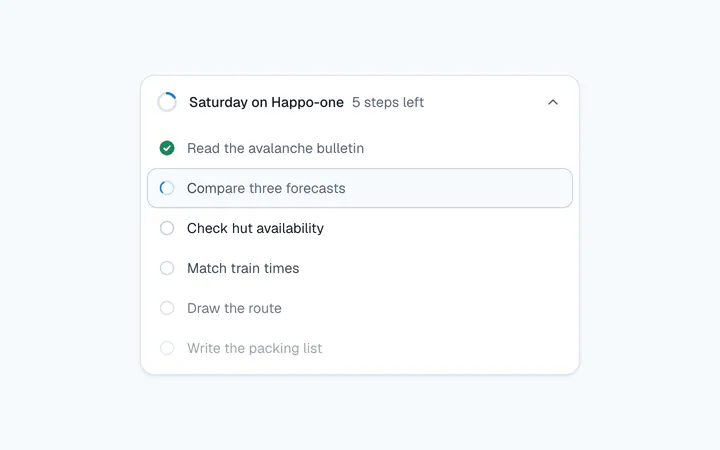 Saturday on Happo-one 5 steps left
Read the avalanche bulletin
Compare three forecasts
Check hut availability
Match train times
Draw the route
Write the packing list